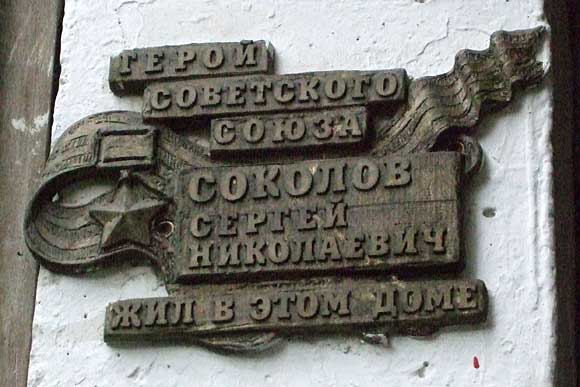 ГЕРОЙ
СОВЕТСКОГО
СОЮЗА
СОКОЛОВ
СЕРГЕЙ
НИКОЛАЕВИЧ
ЖИЛ В ЭТОМ ДОМЕ